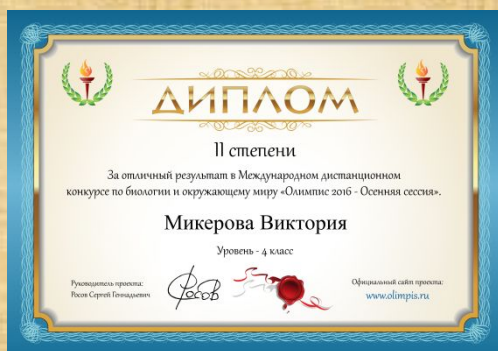 ДИПЛОМ
II степени
За отличный результат в Международном дистанционном
конкурсе по биологии и окружающему миру «Олимпис 2016 - Осенняя сессия».
Микерова Виктория
Уровень - 4 класс
Руководитель проекта:
Росов Сергей Геннадьевич
Росов
Официальный сайт проекта:
www.olimpis.ru